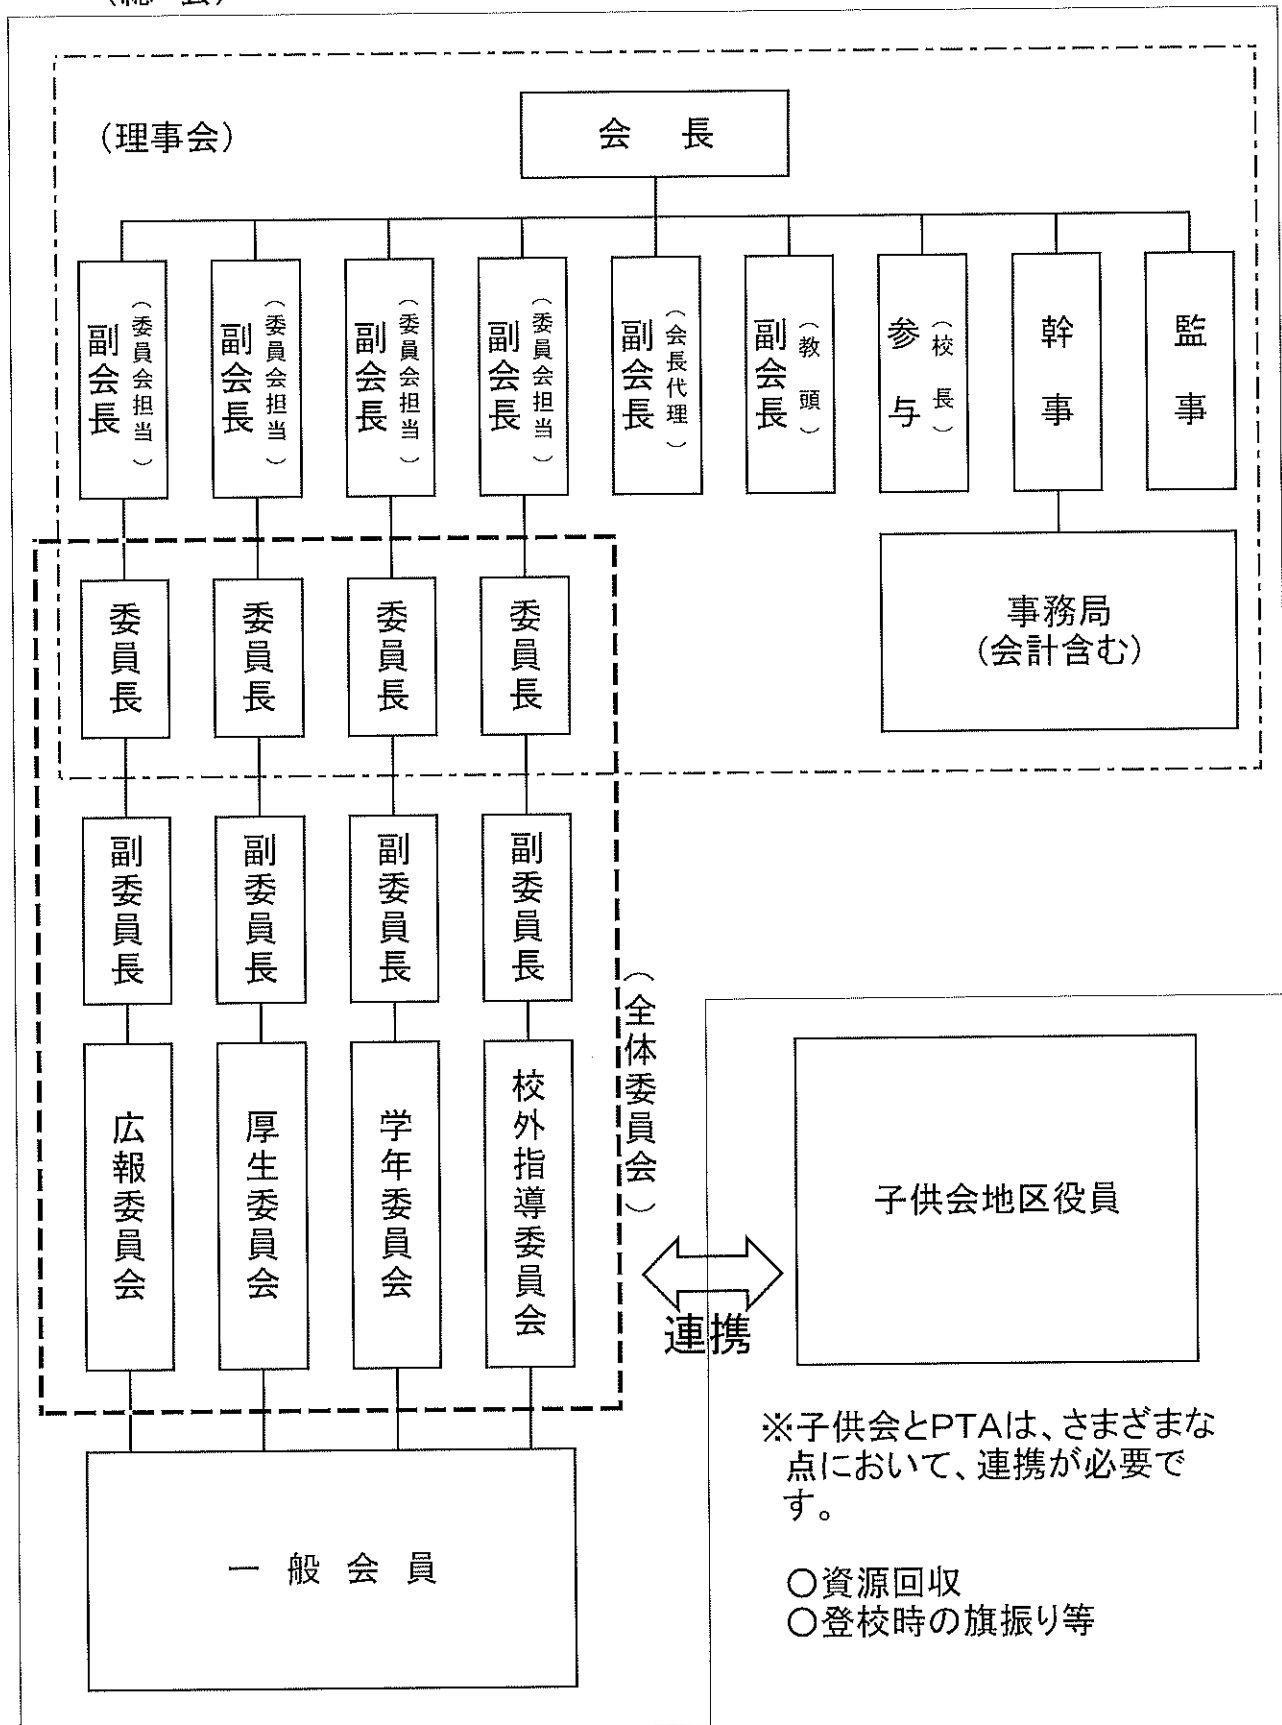 (総 会)
(理事会)
会 長
副会長(委員会担当)
副会長(委員会担当)
副会長(委員会担当)
副会長(委員会担当)
副会長(会長代理)
副会長(教頭)
参与(校長)
幹事
監事
委員長
委員長
委員長
委員長
事務局
(会計含む)
副委員長
副委員長
副委員長
副委員長
(全体委員会)
広報委員会
厚生委員会
学年委員会
校外指導委員会
子供会地区役員
連携
一 般 会 員
※子供会とPTAは、さまざまな
点において、連携が必要で
す。
○資源回収
○登校時の旗振り等